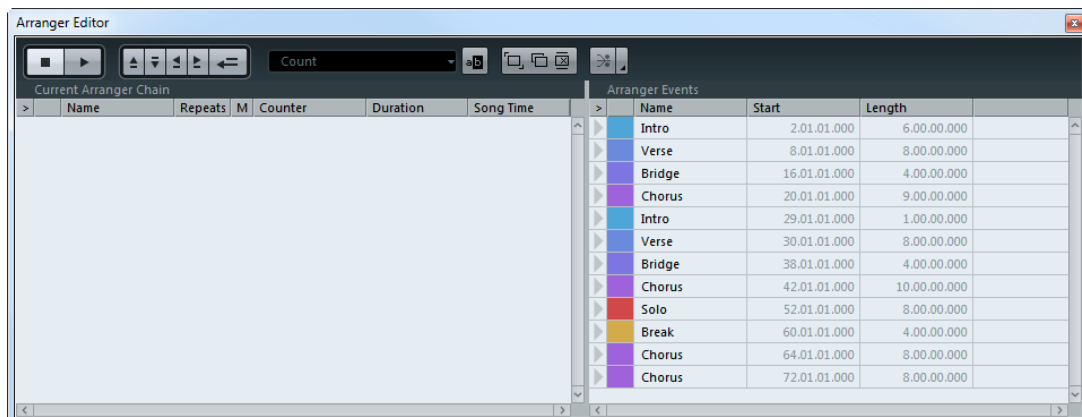 Arranger Editor
Count
ab
Current Arranger Chain
> Name Repeats M Counter Duration Song Time
Arranger Events
> Name Start Length
Intro 2.01.01.000 6.00.00.000
Verse 8.01.01.000 8.00.00.000
Bridge 16.01.01.000 4.00.00.000
Chorus 20.01.01.000 9.00.00.000
Intro 29.01.01.000 1.00.00.000
Verse 30.01.01.000 8.00.00.000
Bridge 38.01.01.000 4.00.00.000
Chorus 42.01.01.000 10.00.00.000
Solo 52.01.01.000 8.00.00.000
Break 60.01.01.000 4.00.00.000
Chorus 64.01.01.000 8.00.00.000
Chorus 72.01.01.000 8.00.00.000